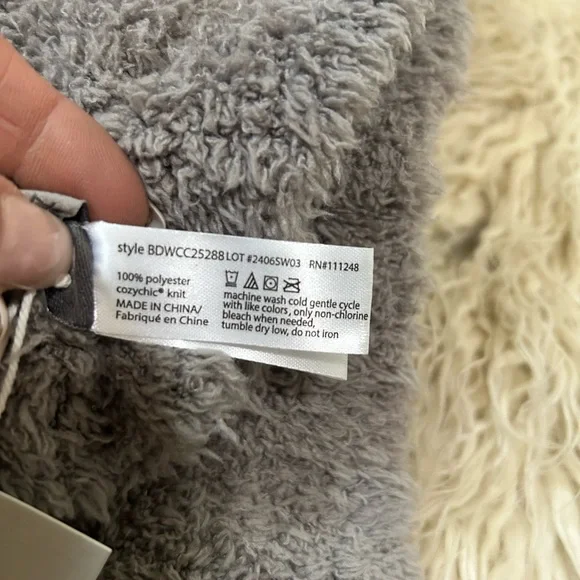 style BDWCC25288 LOT #2406SW03 RN#111248
100% polyester
cozychic® knit
MADE IN CHINA/
Fabriqué en Chine
machine wash cold gentle cycle
with like colors, only non-chlorine
bleach when needed,
tumble dry low, do not iron